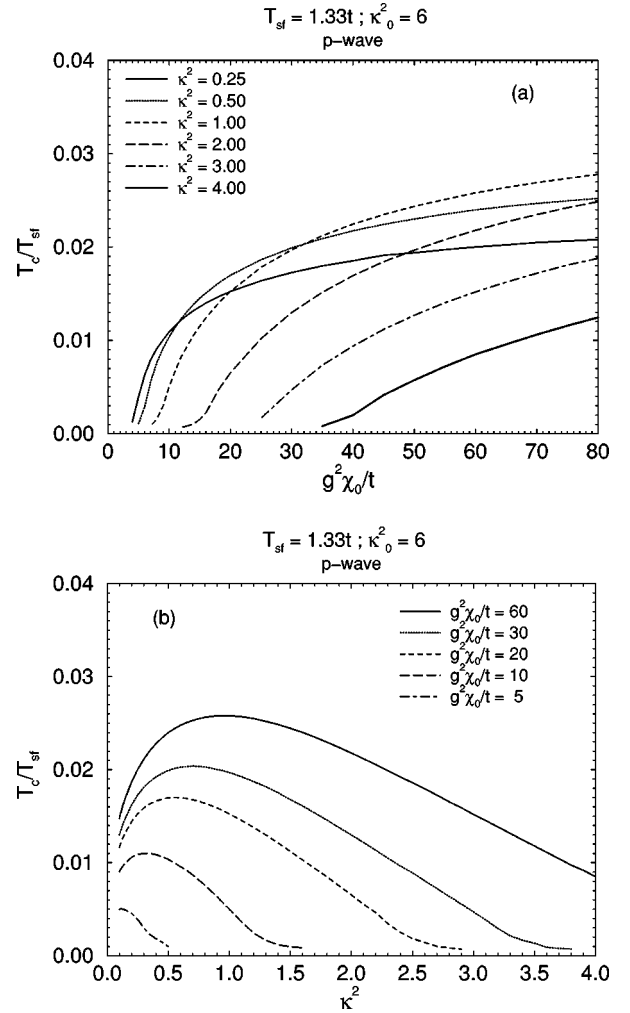 T_sf = 1.33t ; κ²₀ = 6
p-wave
0.04
0.03
0.02
0.01
0.00
T_c/T_sf
κ² = 0.25
κ² = 0.50
κ² = 1.00
κ² = 2.00
κ² = 3.00
κ² = 4.00
(a)
0 10 20 30 40 50 60 70 80
g²χ₀/t
T_sf = 1.33t ; κ²₀ = 6
p-wave
0.04
0.03
0.02
0.01
0.00
T_c/T_sf
(b)
g²χ₀/t = 60
g²χ₀/t = 30
g²χ₀/t = 20
g²χ₀/t = 10
g²χ₀/t = 5
0.0 0.5 1.0 1.5 2.0 2.5 3.0 3.5 4.0
κ²